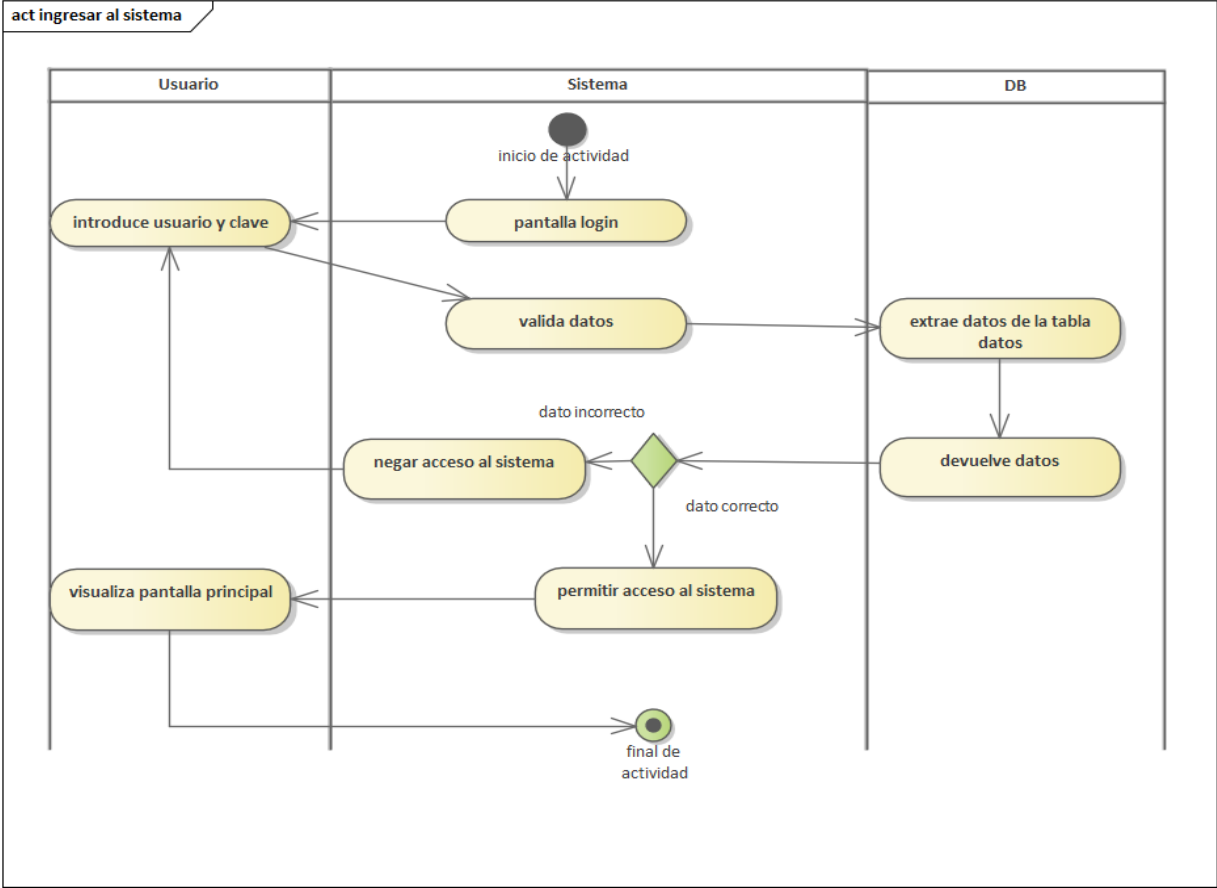 act ingresar al sistema
Usuario
Sistema
DB
inicio de actividad
introduce usuario y clave
pantalla login
valida datos
extrae datos de la tabla
datos
dato incorrecto
negar acceso al sistema
devuelve datos
dato correcto
visualiza pantalla principal
permitir acceso al sistema
final de
actividad